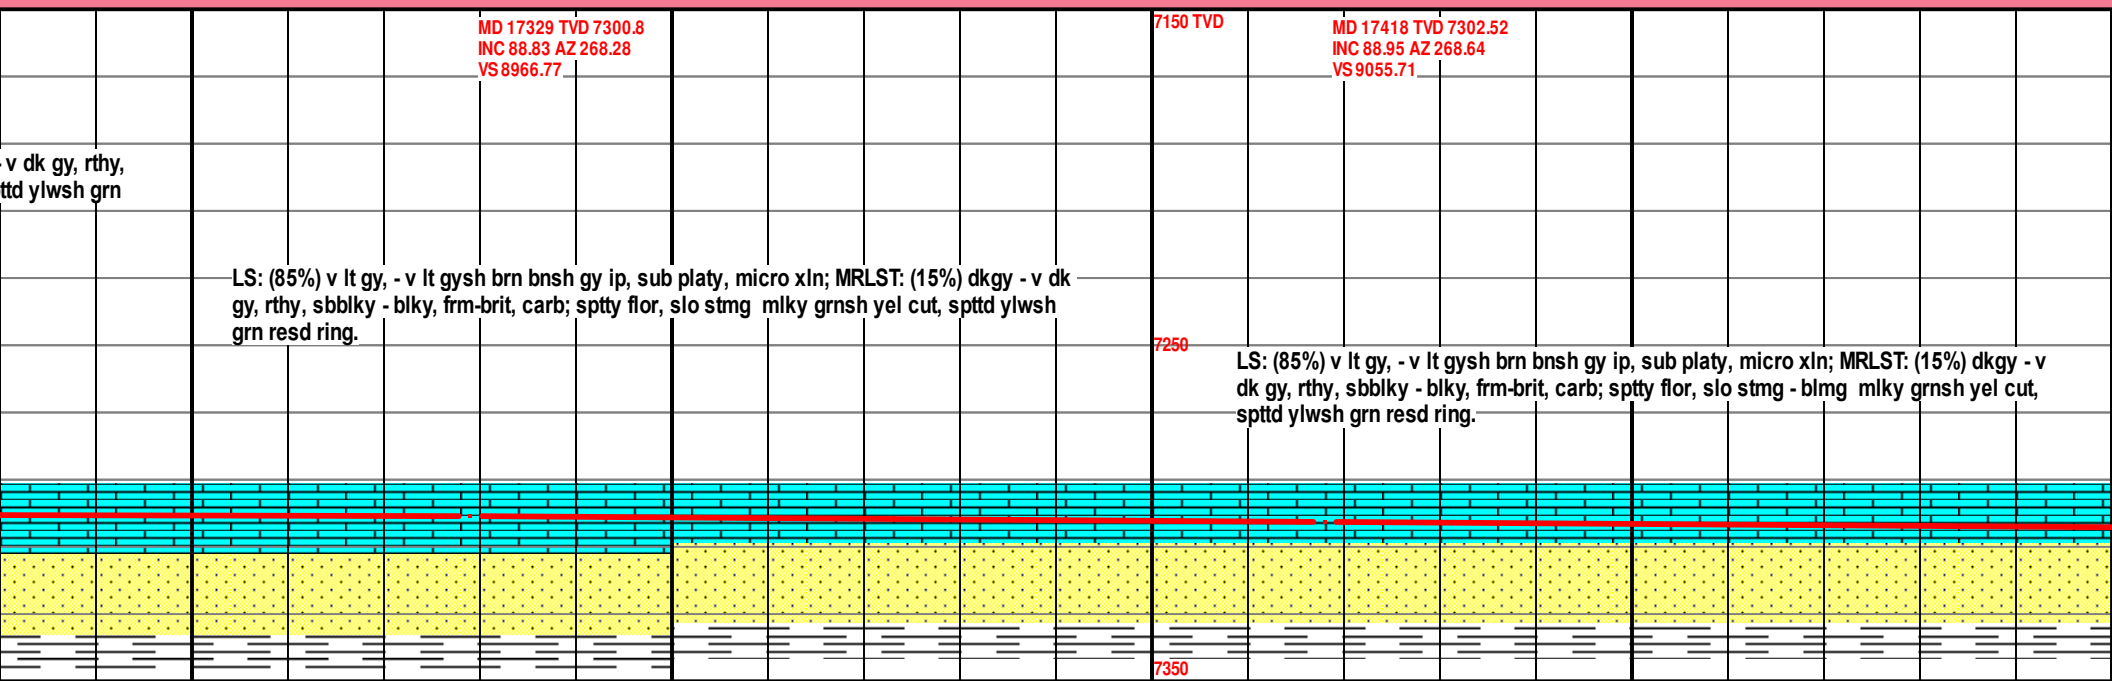 MD 17329 TVD 7300.8
INC 88.83 AZ 268.28
VS 8966.77
7150 TVD
MD 17418 TVD 7302.52
INC 88.95 AZ 268.64
VS 9055.71
- v dk gy, rthy,
ttd ylwsh grn
LS: (85%) v lt gy, - v lt gysh brn bnsh gy ip, sub platy, micro xln; MRLST: (15%) dkgy - v dk
gy, rthy, sbblky - blky, frm-brit, carb; sptty flor, slo stmg mlky grnsh yel cut, spttd ylwsh
grn resd ring.
7250
LS: (85%) v lt gy, - v lt gysh brn bnsh gy ip, sub platy, micro xln; MRLST: (15%) dkgy - v
dk gy, rthy, sbblky - blky, frm-brit, carb; sptty flor, slo stmg - blmg mlky grnsh yel cut,
spttd ylwsh grn resd ring.
7350